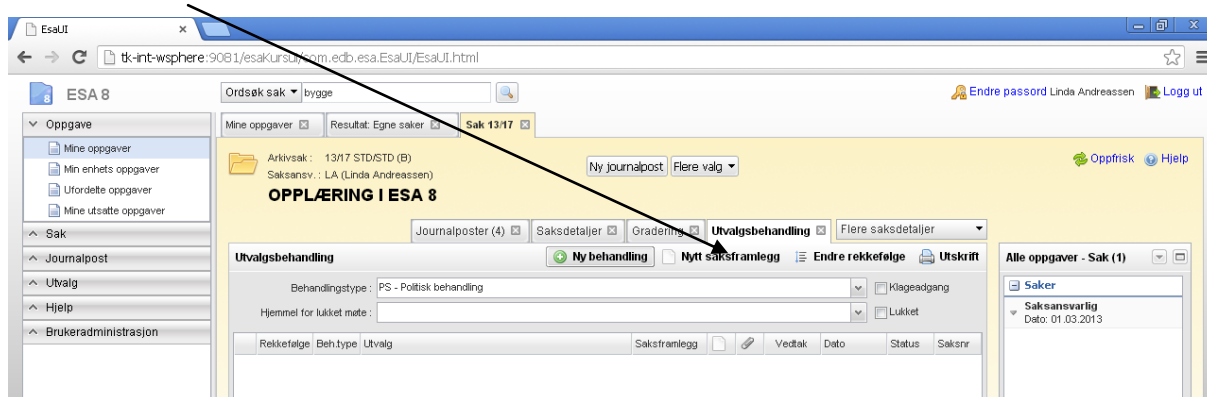 EsaUI
tk-int-wsphere:9081/esaKursUI/com.edb.esa.EsaUI/EsaUI.html
ESA 8
Ordsøk sak bygge
Endre passord Linda Andreassen Logg ut
Oppgave
Mine oppgaver
Min enhets oppgaver
Ufordelte oppgaver
Mine utsatte oppgaver
Sak
Journalpost
Utvalg
Hjelp
Brukeradministrasjon
Mine oppgaver Resultat: Egne saker Sak 13/17
Arkivsak : 13/17 STD/STD (B)
Saksansv. : LA (Linda Andreassen)
OPPLÆRING I ESA 8
Ny journalpost Flere valg
Oppfrisk Hjelp
Journalposter (4) Saksdetaljer Gradering Utvalgsbehandling Flere saksdetaljer
Utvalgsbehandling Ny behandling Nytt saksframlegg Endre rekkefølge Utskrift
Behandlingstype : PS - Politisk behandling Klageadgang
Hjemmel for lukket møte : Lukket
Rekkefølge Beh.type Utvalg Saksframlegg Vedtak Dato Status Saksnr
Alle oppgaver - Sak (1)
Saker
Saksansvarlig
Dato: 01.03.2013